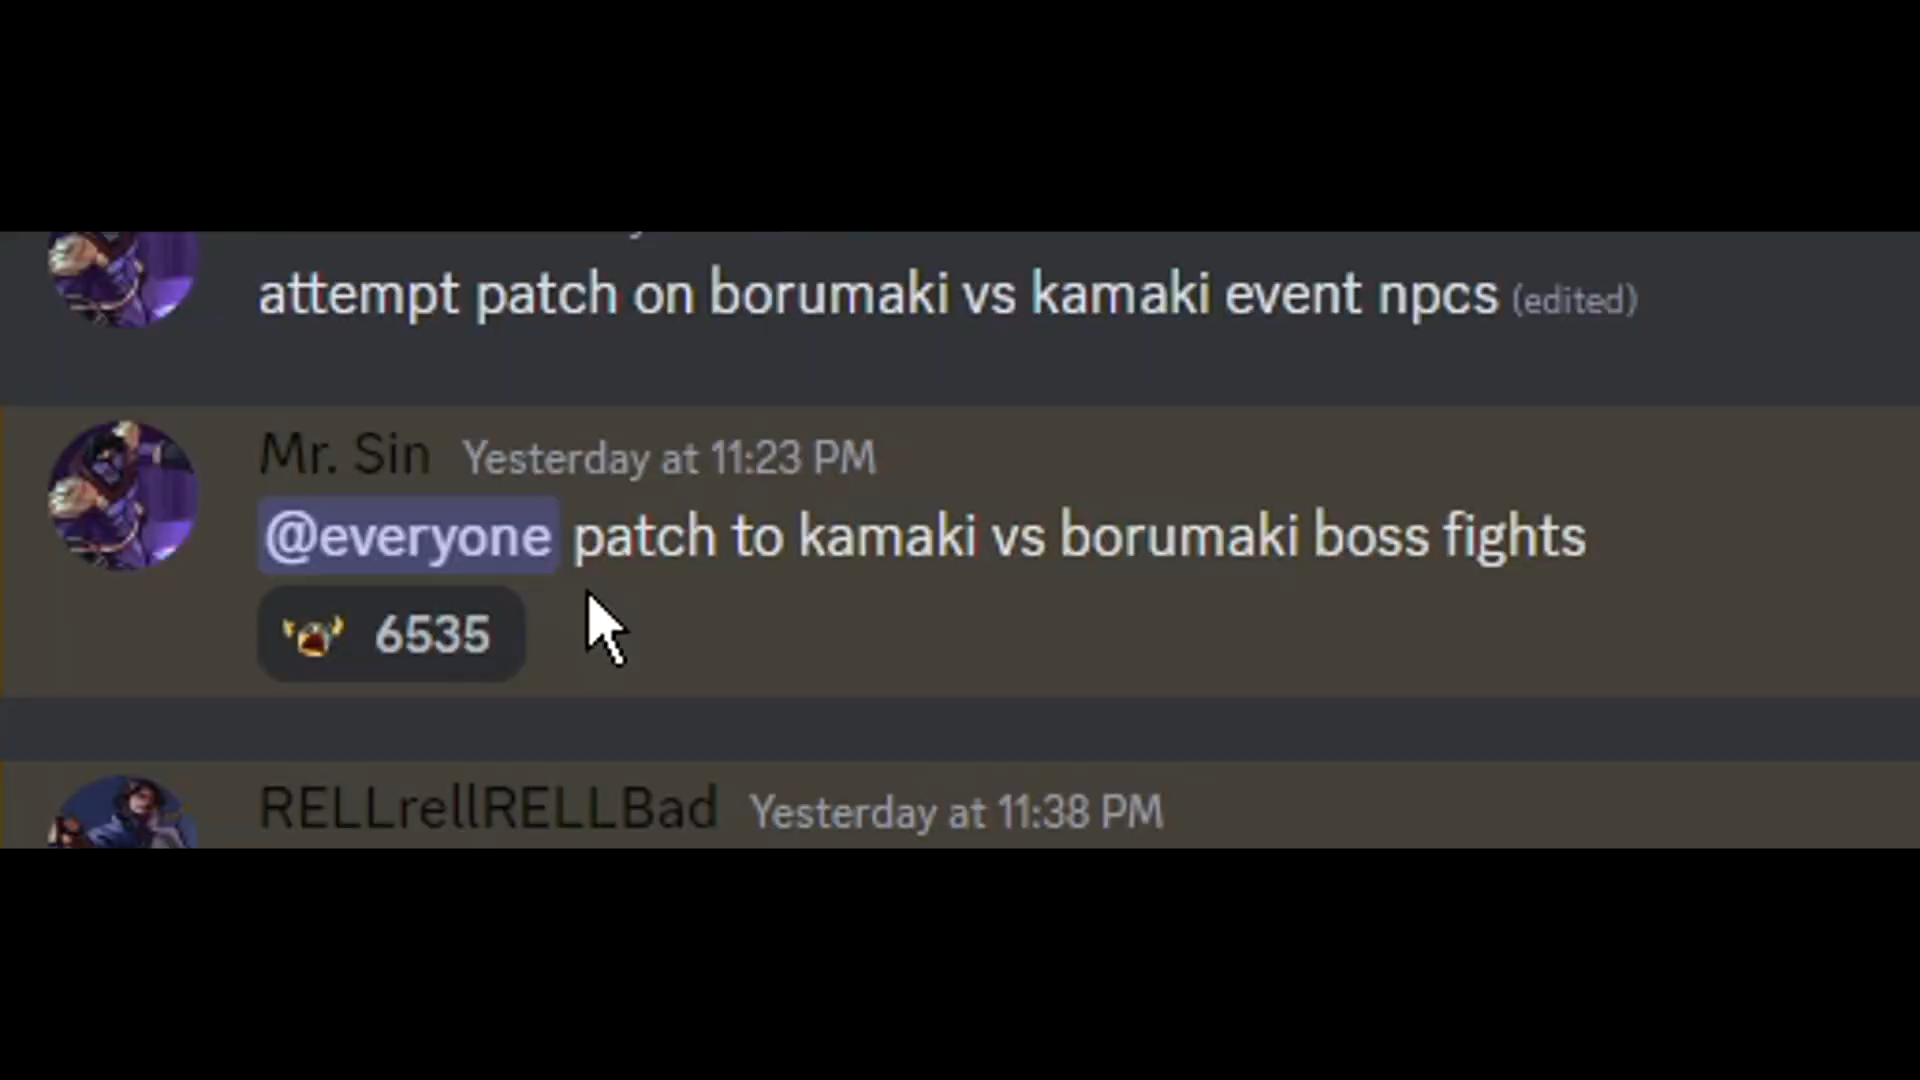 attempt patch on borumaki vs kamaki event npcs (edited)
Mr. Sin Yesterday at 11:23 PM
@everyone patch to kamaki vs borumaki boss fights
6535
RELLrellRELLBad Yesterday at 11:38 PM